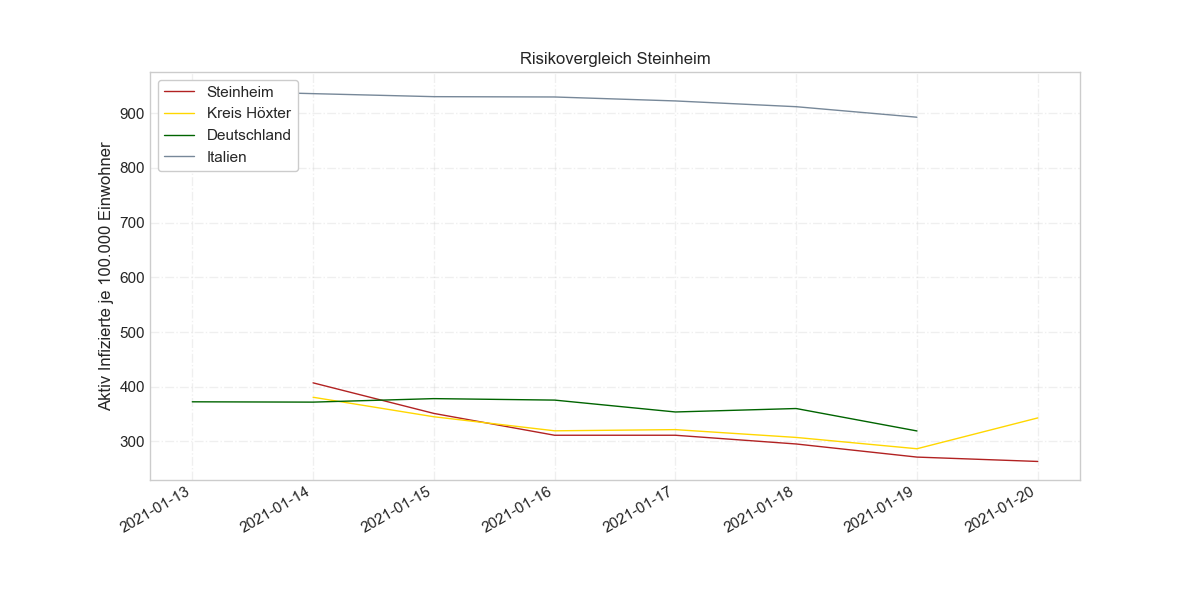 Risikovergleich Steinheim
Steinheim
Kreis Höxter
Deutschland
Italien
Aktiv Infizierte je 100.000 Einwohner
900
800
700
600
500
400
300
2021-01-13
2021-01-14
2021-01-15
2021-01-16
2021-01-17
2021-01-18
2021-01-19
2021-01-20